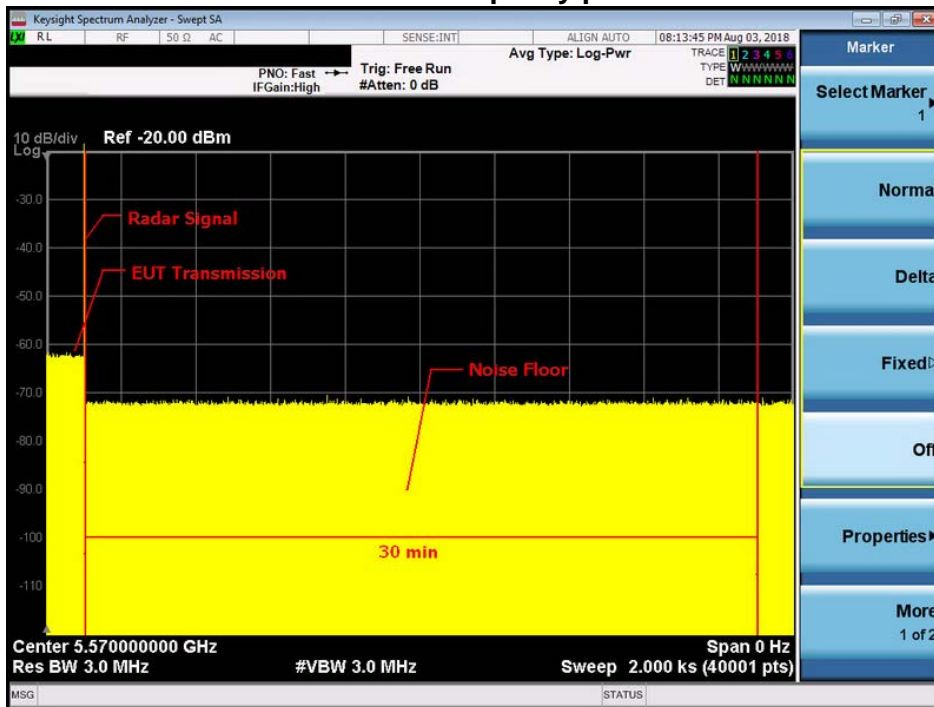 Keysight Spectrum Analyzer - Swept SA
LXI RL RF 50 Ω AC SENSE:INT ALIGN AUTO 08:13:45 PM Aug 03, 2018
Marker
Avg Type: Log-Pwr TRACE 1 2 3 4 5 6
PNO: Fast Trig: Free Run TYPE WWWWWW
IFGain:High #Atten: 0 dB DET N N N N N N
Select Marker
1
10 dB/div Ref -20.00 dBm
Log
-30.0
Norma
Radar Signal
-40.0
EUT Transmission
Delta
-50.0
-60.0
Fixed
Noise Floor
-70.0
-80.0
Off
-90.0
-100
Properties
30 min
-110
More
1 of 2
Center 5.570000000 GHz Span 0 Hz
Res BW 3.0 MHz #VBW 3.0 MHz Sweep 2.000 ks (40001 pts)
MSG STATUS